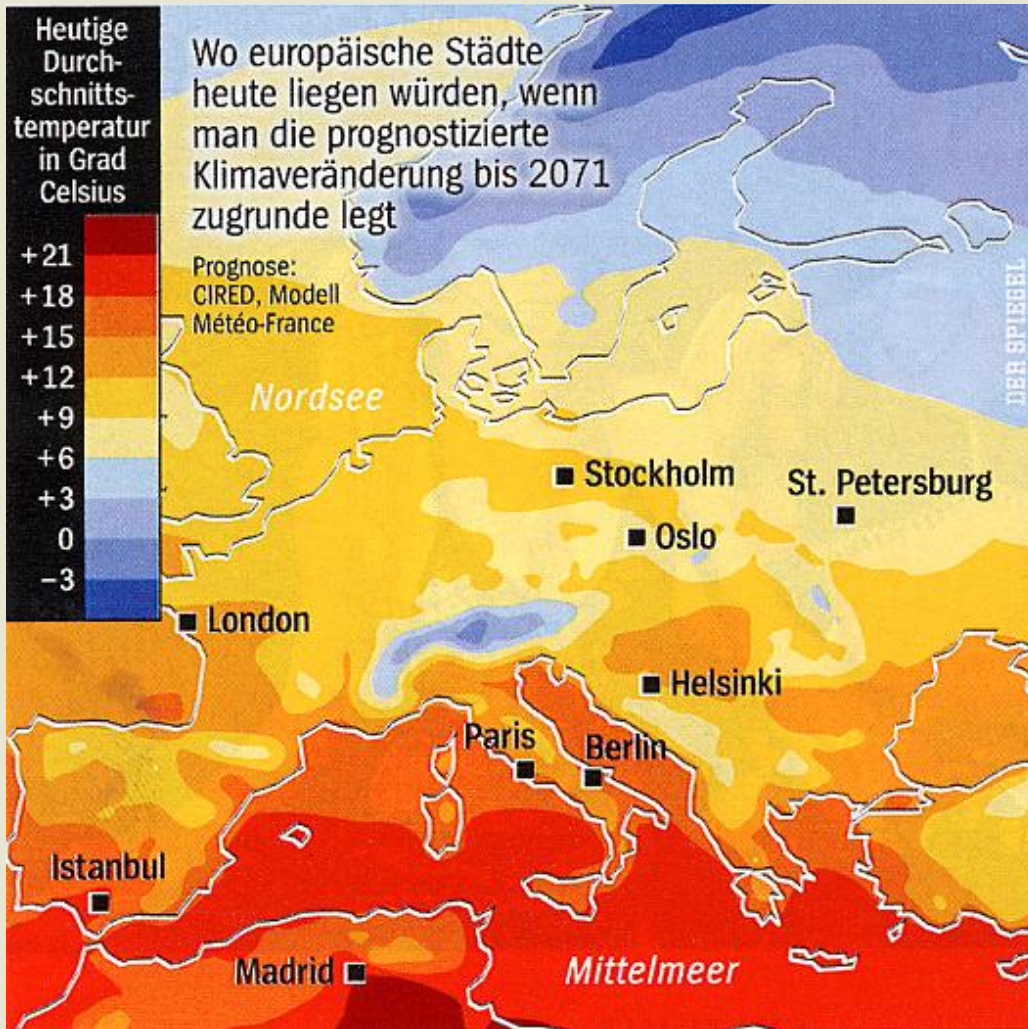 Heutige
Durch-
schnitts-
temperatur
in Grad
Celsius
+21
+18
+15
+12
+9
+6
+3
0
−3
Wo europäische Städte
heute liegen würden, wenn
man die prognostizierte
Klimaveränderung bis 2071
zugrunde legt
Prognose:
CIRED, Modell
Météo-France
DER SPIEGEL
Nordsee
Stockholm
St. Petersburg
Oslo
London
Helsinki
Paris
Berlin
Istanbul
Madrid
Mittelmeer